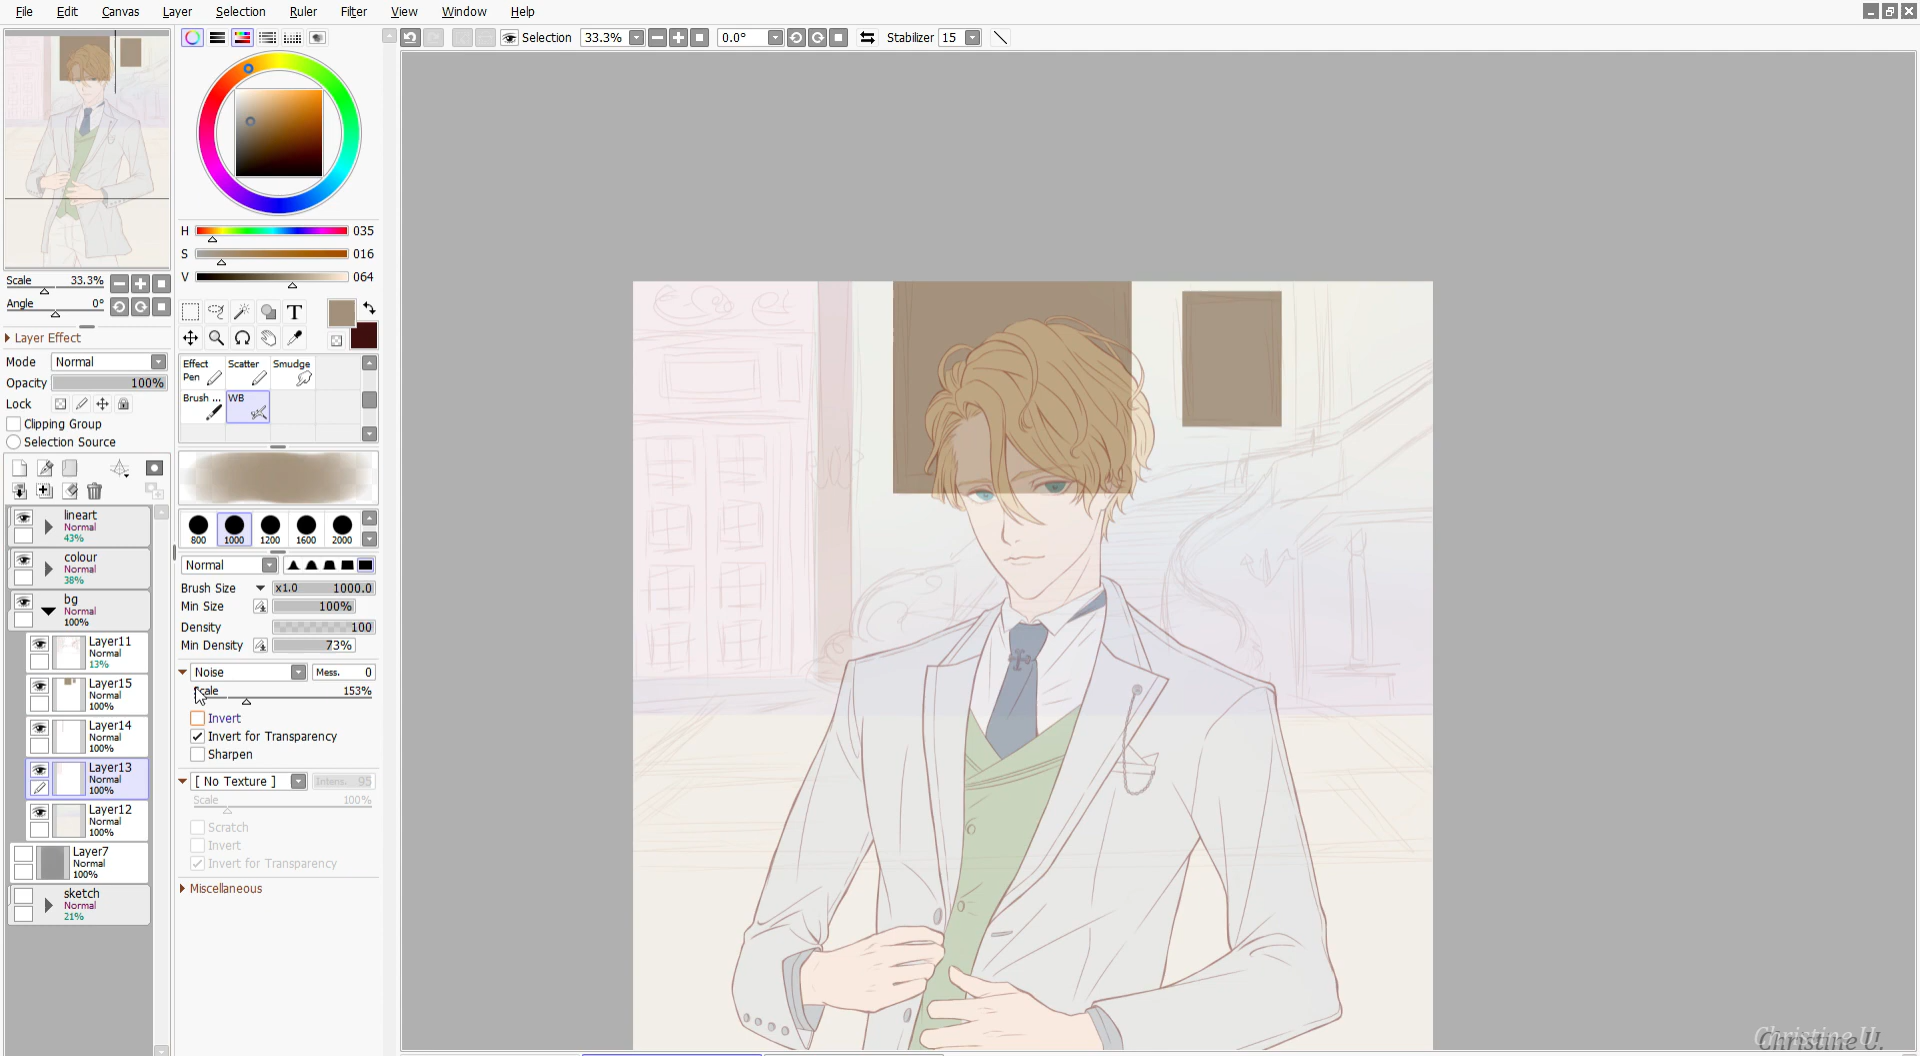 File Edit Canvas Layer Selection Ruler Filter View Window Help
Selection 33.3% 0.0° Stabilizer 15
H 035
S 016
V 064
Scale 33.3%
Angle 0°
Layer Effect
Mode Normal
Opacity 100%
Lock
Clipping Group
Selection Source
T
Effect Pen Scatter Smudge
Brush ... WB
800 1000 1200 1600 2000
Normal
Brush Size x1.0 1000.0
Min Size 100%
Density 100
Min Density 73%
Noise Mess. 0
Scale 153%
Invert
Invert for Transparency
Sharpen
[ No Texture ] Intens. 95
Scale 100%
Scratch
Invert
Invert for Transparency
Miscellaneous
lineart
Normal
43%
colour
Normal
38%
bg
Normal
100%
Layer11
Normal
13%
Layer15
Normal
100%
Layer14
Normal
100%
Layer13
Normal
100%
Layer12
Normal
100%
Layer7
Normal
100%
sketch
Normal
21%
Christine U.